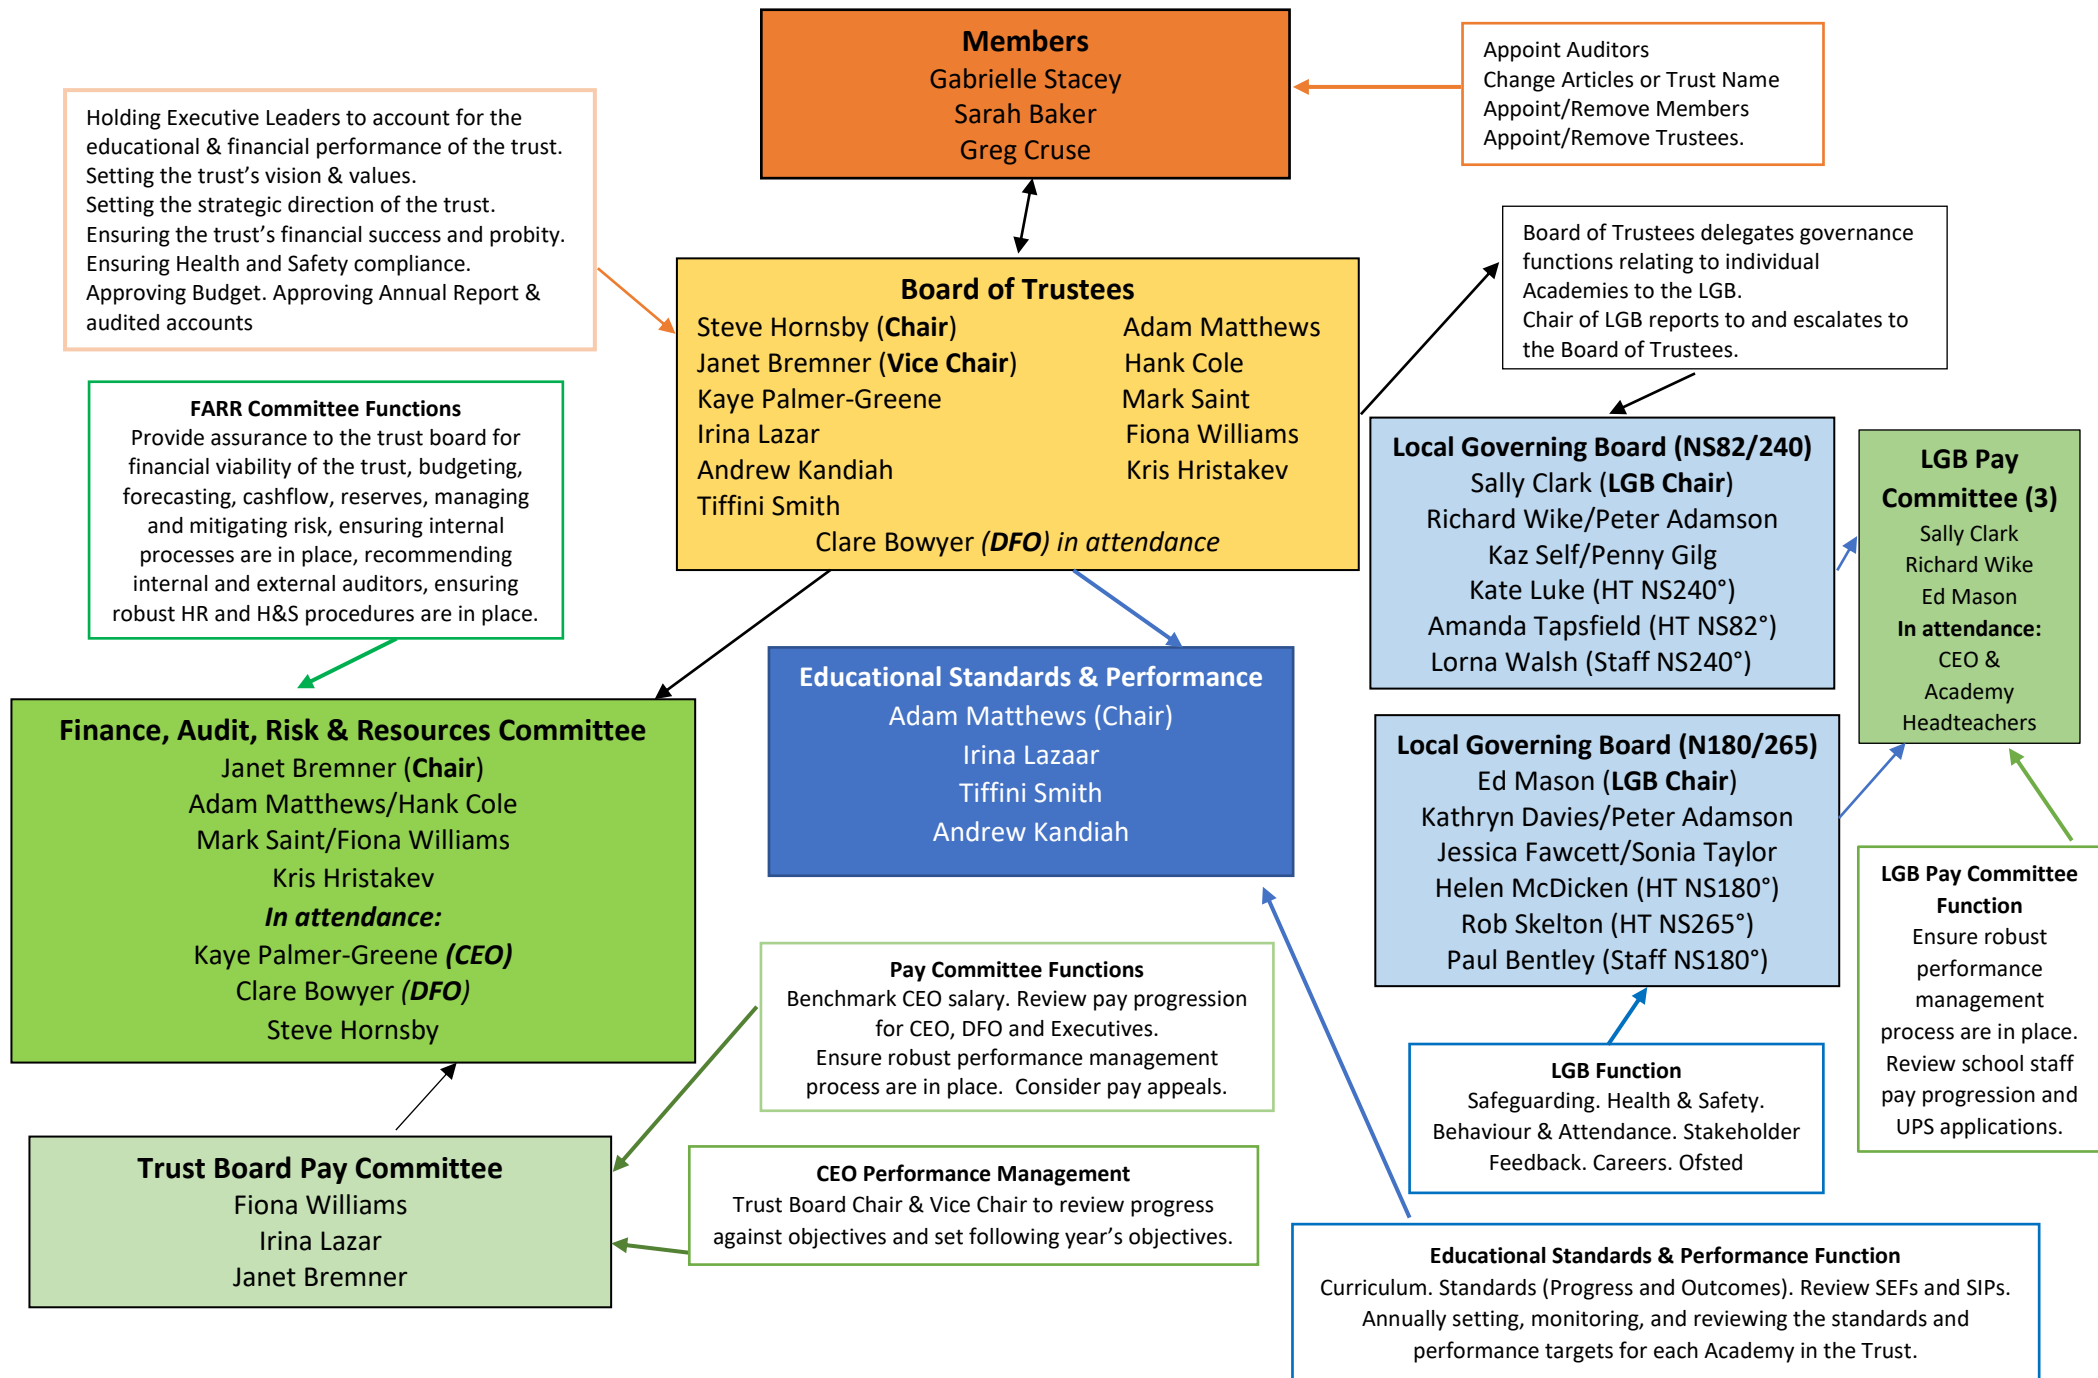 Members
Gabrielle Stacey
Sarah Baker
Greg Cruse
Appoint Auditors
Change Articles or Trust Name
Appoint/Remove Members
Appoint/Remove Trustees.
Holding Executive Leaders to account for the
educational & financial performance of the trust.
Setting the trust’s vision & values.
Setting the strategic direction of the trust.
Ensuring the trust’s financial success and probity.
Ensuring Health and Safety compliance.
Approving Budget. Approving Annual Report &
audited accounts
Board of Trustees
Steve Hornsby (Chair) Adam Matthews
Janet Bremner (Vice Chair) Hank Cole
Kaye Palmer-Greene Mark Saint
Irina Lazar Fiona Williams
Andrew Kandiah Kris Hristakev
Tiffini Smith
Clare Bowyer (DFO) in attendance
Board of Trustees delegates governance
functions relating to individual
Academies to the LGB.
Chair of LGB reports to and escalates to
the Board of Trustees.
FARR Committee Functions
Provide assurance to the trust board for
financial viability of the trust, budgeting,
forecasting, cashflow, reserves, managing
and mitigating risk, ensuring internal
processes are in place, recommending
internal and external auditors, ensuring
robust HR and H&S procedures are in place.
Local Governing Board (NS82/240)
Sally Clark (LGB Chair)
Richard Wike/Peter Adamson
Kaz Self/Penny Gilg
Kate Luke (HT NS240°)
Amanda Tapsfield (HT NS82°)
Lorna Walsh (Staff NS240°)
LGB Pay
Committee (3)
Sally Clark
Richard Wike
Ed Mason
In attendance:
CEO &
Academy
Headteachers
Finance, Audit, Risk & Resources Committee
Janet Bremner (Chair)
Adam Matthews/Hank Cole
Mark Saint/Fiona Williams
Kris Hristakev
In attendance:
Kaye Palmer-Greene (CEO)
Clare Bowyer (DFO)
Steve Hornsby
Educational Standards & Performance
Adam Matthews (Chair)
Irina Lazaar
Tiffini Smith
Andrew Kandiah
Local Governing Board (N180/265)
Ed Mason (LGB Chair)
Kathryn Davies/Peter Adamson
Jessica Fawcett/Sonia Taylor
Helen McDicken (HT NS180°)
Rob Skelton (HT NS265°)
Paul Bentley (Staff NS180°)
LGB Pay Committee
Function
Ensure robust
performance
management
process are in place.
Review school staff
pay progression and
UPS applications.
Pay Committee Functions
Benchmark CEO salary. Review pay progression
for CEO, DFO and Executives.
Ensure robust performance management
process are in place. Consider pay appeals.
LGB Function
Safeguarding. Health & Safety.
Behaviour & Attendance. Stakeholder
Feedback. Careers. Ofsted
Trust Board Pay Committee
Fiona Williams
Irina Lazar
Janet Bremner
CEO Performance Management
Trust Board Chair & Vice Chair to review progress
against objectives and set following year’s objectives.
Educational Standards & Performance Function
Curriculum. Standards (Progress and Outcomes). Review SEFs and SIPs.
Annually setting, monitoring, and reviewing the standards and
performance targets for each Academy in the Trust.